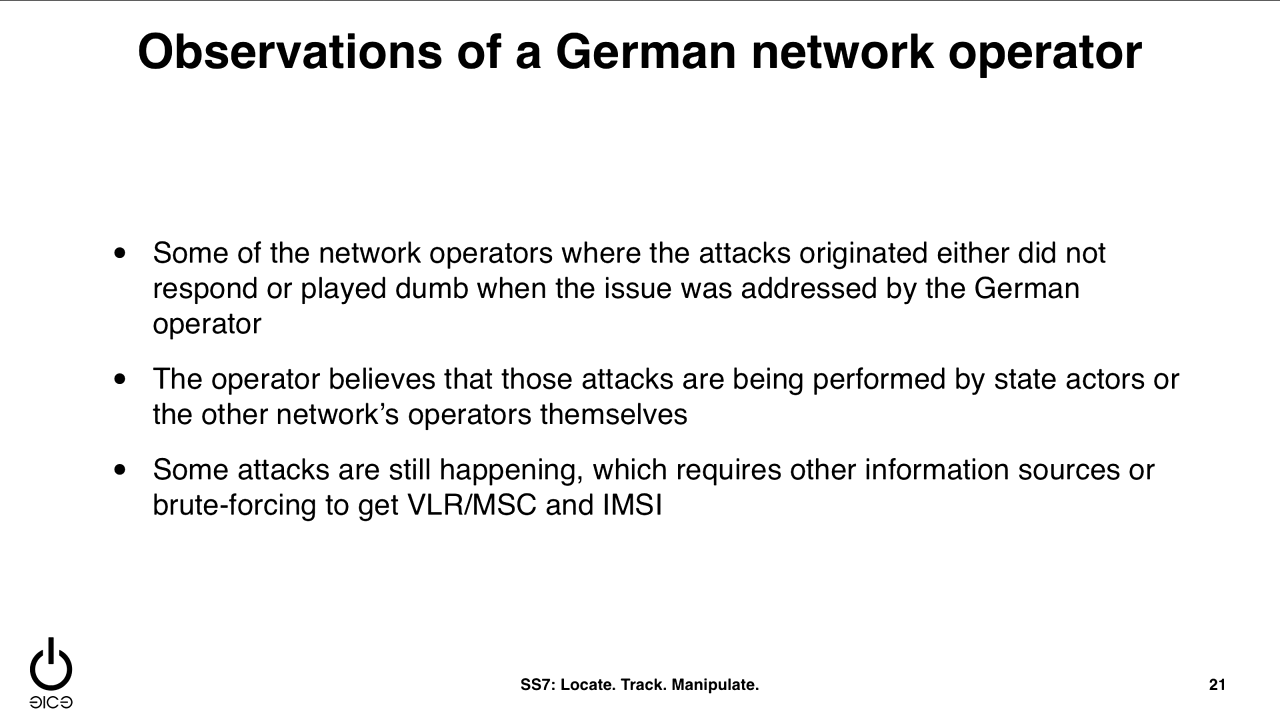 Observations of a German network operator
• Some of the network operators where the attacks originated either did not
respond or played dumb when the issue was addressed by the German
operator
• The operator believes that those attacks are being performed by state actors or
the other network’s operators themselves
• Some attacks are still happening, which requires other information sources or
brute-forcing to get VLR/MSC and IMSI
SS7: Locate. Track. Manipulate.
21